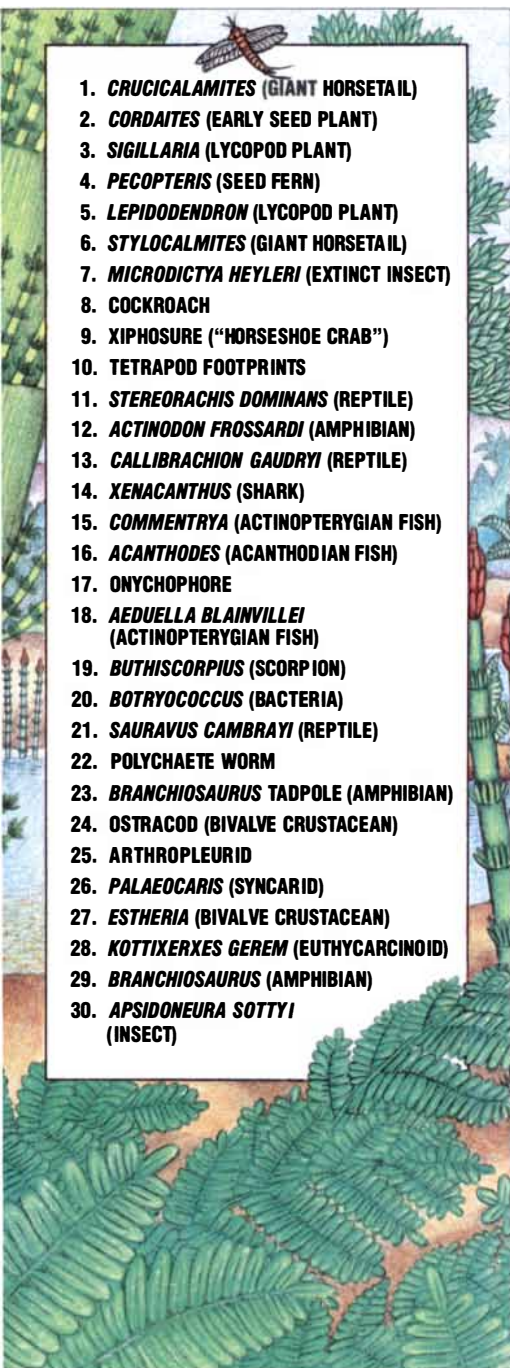 1. CRUCICALAMITES (GIANT HORSETAIL)
2. CORDAITES (EARLY SEED PLANT)
3. SIGILLARIA (LYCOPOD PLANT)
4. PECOPTERIS (SEED FERN)
5. LEPIDODENDRON (LYCOPOD PLANT)
6. STYLOCALMITES (GIANT HORSETAIL)
7. MICRODICTYA HEYLERI (EXTINCT INSECT)
8. COCKROACH
9. XIPHOSURE (“HORSESHOE CRAB”)
10. TETRAPOD FOOTPRINTS
11. STEREORACHIS DOMINANS (REPTILE)
12. ACTINODON FROSSARDI (AMPHIBIAN)
13. CALLIBRACHION GAUDRYI (REPTILE)
14. XENACANTHUS (SHARK)
15. COMMENTRYA (ACTINOPTERYGIAN FISH)
16. ACANTHODES (ACANTHODIAN FISH)
17. ONYCHOPHORE
18. AEDUELLA BLAINVILLEI
(ACTINOPTERYGIAN FISH)
19. BUTHISCORPIUS (SCORPION)
20. BOTRYOCOCCUS (BACTERIA)
21. SAURAVUS CAMBRAYI (REPTILE)
22. POLYCHAETE WORM
23. BRANCHIOSAURUS TADPOLE (AMPHIBIAN)
24. OSTRACOD (BIVALVE CRUSTACEAN)
25. ARTHROPLEURID
26. PALAEOCARIS (SYNCARID)
27. ESTHERIA (BIVALVE CRUSTACEAN)
28. KOTTIXERXES GEREM (EUTHYCARCINOID)
29. BRANCHIOSAURUS (AMPHIBIAN)
30. APSIDONEURA SOTTYI
(INSECT)